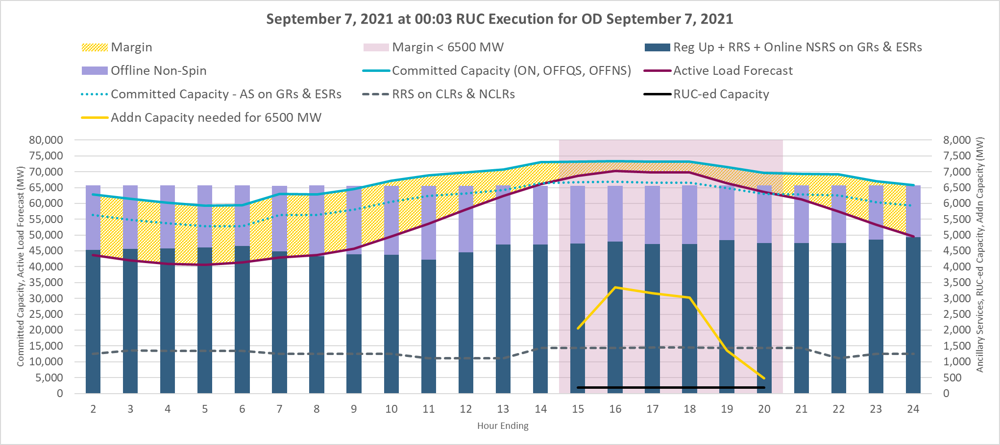 September 7, 2021 at 00:03 RUC Execution for OD September 7, 2021
Margin
Margin < 6500 MW
Reg Up + RRS + Online NSRS on GRs & ESRs
Offline Non-Spin
Committed Capacity (ON, OFFQS, OFFNS)
Active Load Forecast
Committed Capacity - AS on GRs & ESRs
RRS on CLRs & NCLRs
RUC-ed Capacity
Addn Capacity needed for 6500 MW
Committed Capacity, Active Load Forecast (MW)
80,000
75,000
70,000
65,000
60,000
55,000
50,000
45,000
40,000
35,000
30,000
25,000
20,000
15,000
10,000
5,000
0
8,000
7,500
7,000
6,500
6,000
5,500
5,000
4,500
4,000
3,500
3,000
2,500
2,000
1,500
1,000
500
0
Ancillary Services, RUC-ed Capacity, Addn Capacity (MW)
2 3 4 5 6 7 8 9 10 11 12 13 14 15 16 17 18 19 20 21 22 23 24
Hour Ending